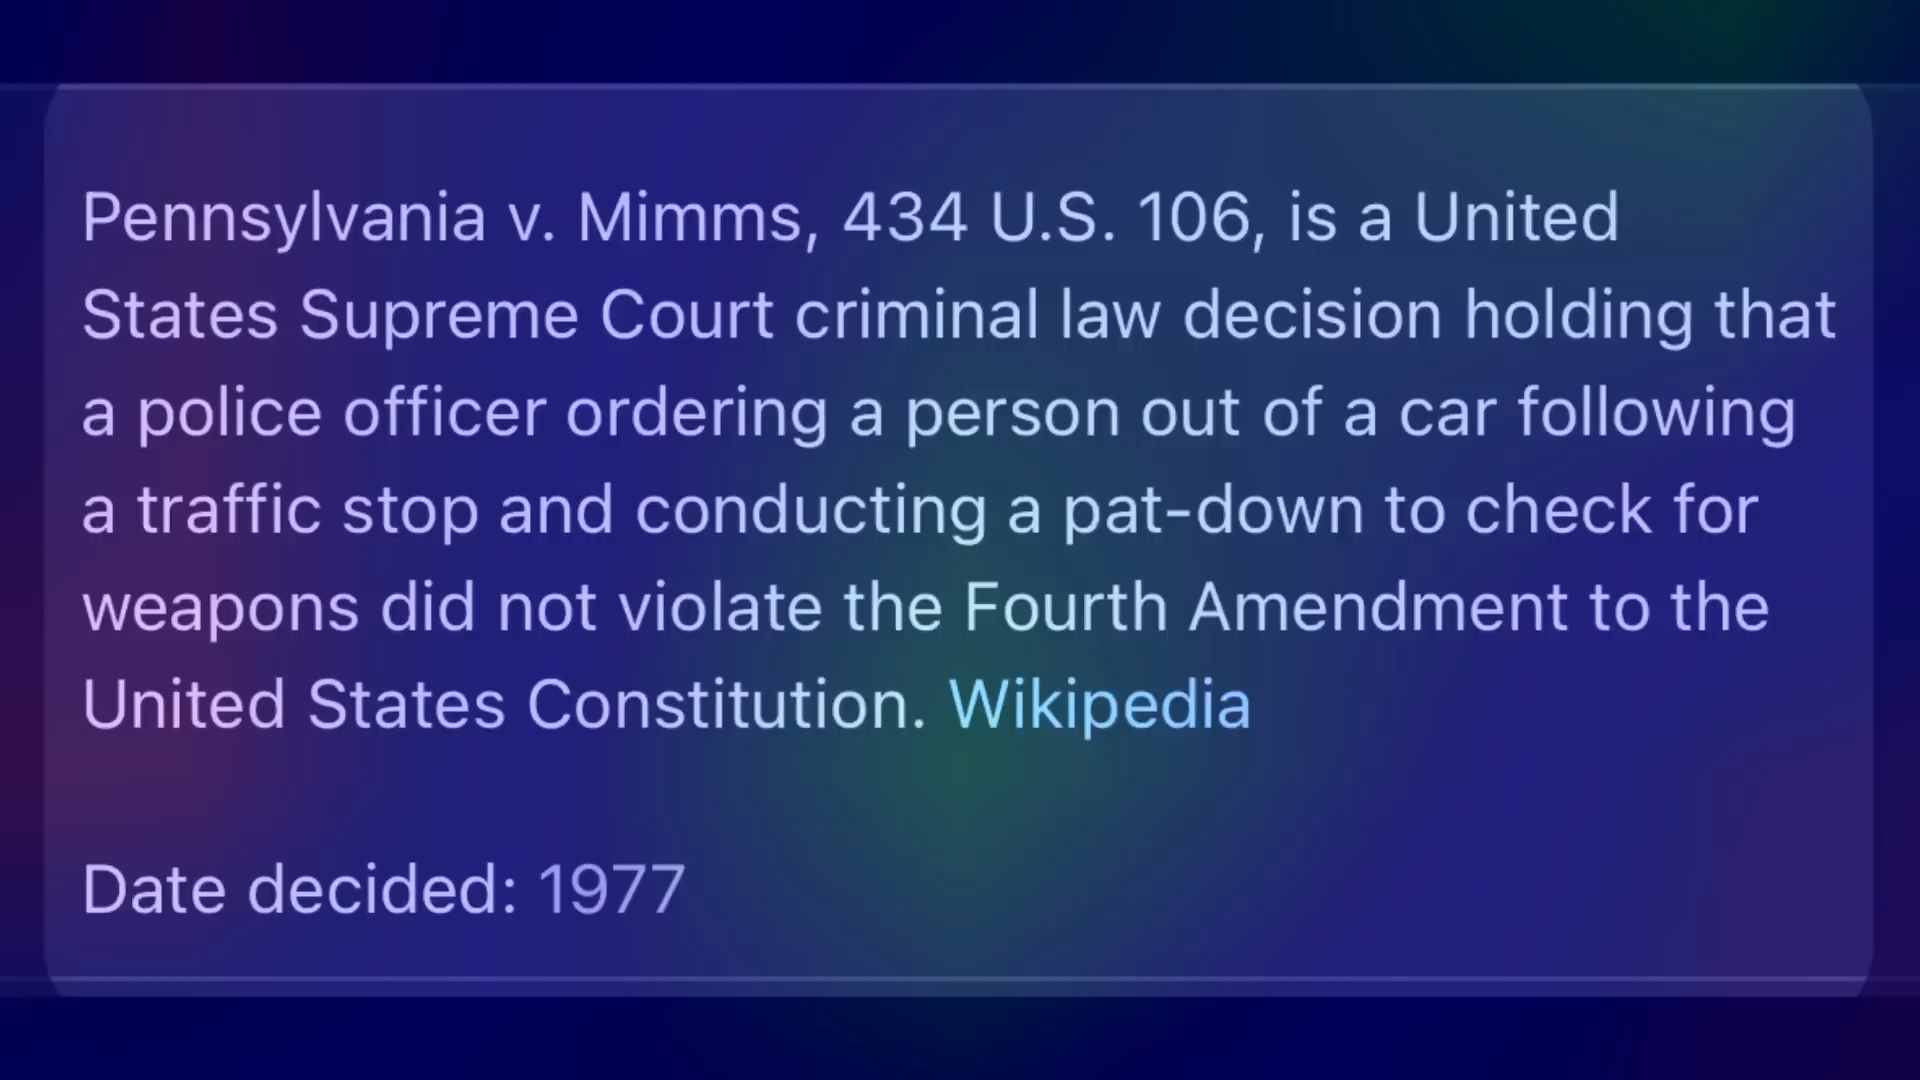 Pennsylvania v. Mimms, 434 U.S. 106, is a United
States Supreme Court criminal law decision holding that
a police officer ordering a person out of a car following
a traffic stop and conducting a pat-down to check for
weapons did not violate the Fourth Amendment to the
United States Constitution. Wikipedia
Date decided: 1977